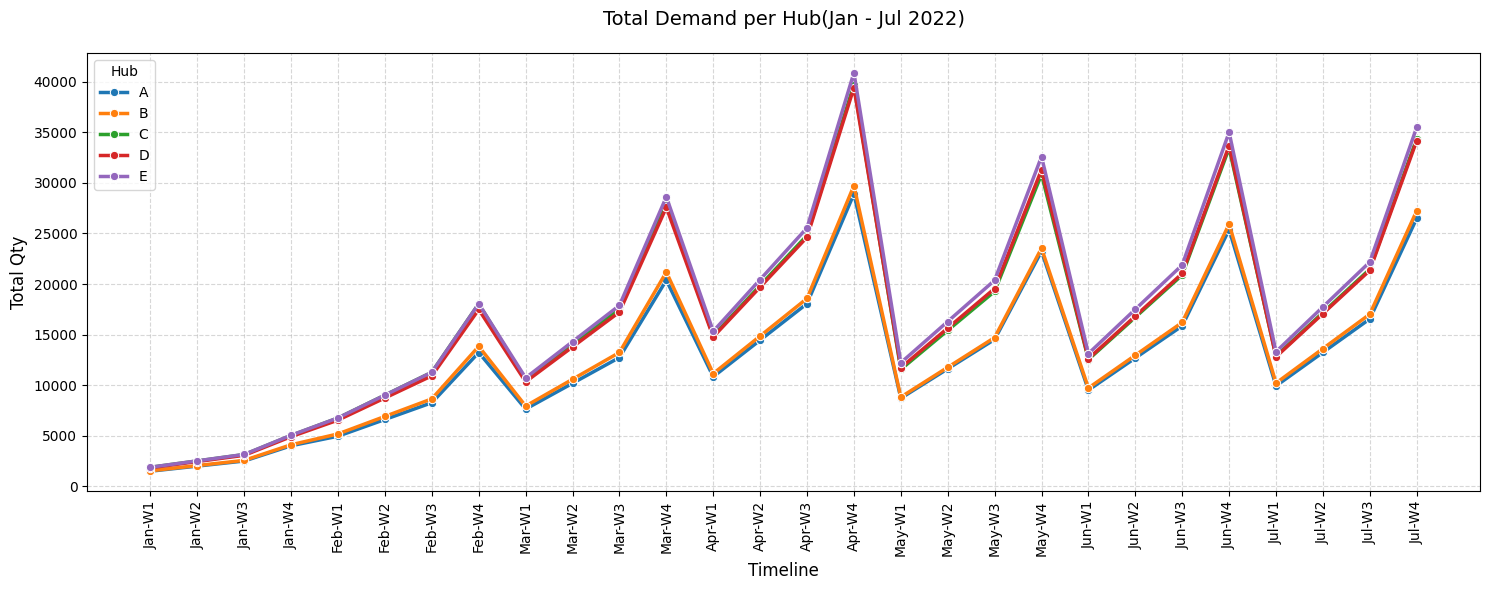 Total Demand per Hub(Jan - Jul 2022)
Hub
A
B
C
D
E
Total Qty
40000
35000
30000
25000
20000
15000
10000
5000
0
Jan-W1
Jan-W2
Jan-W3
Jan-W4
Feb-W1
Feb-W2
Feb-W3
Feb-W4
Mar-W1
Mar-W2
Mar-W3
Mar-W4
Apr-W1
Apr-W2
Apr-W3
Apr-W4
May-W1
May-W2
May-W3
May-W4
Jun-W1
Jun-W2
Jun-W3
Jun-W4
Jul-W1
Jul-W2
Jul-W3
Jul-W4
Timeline